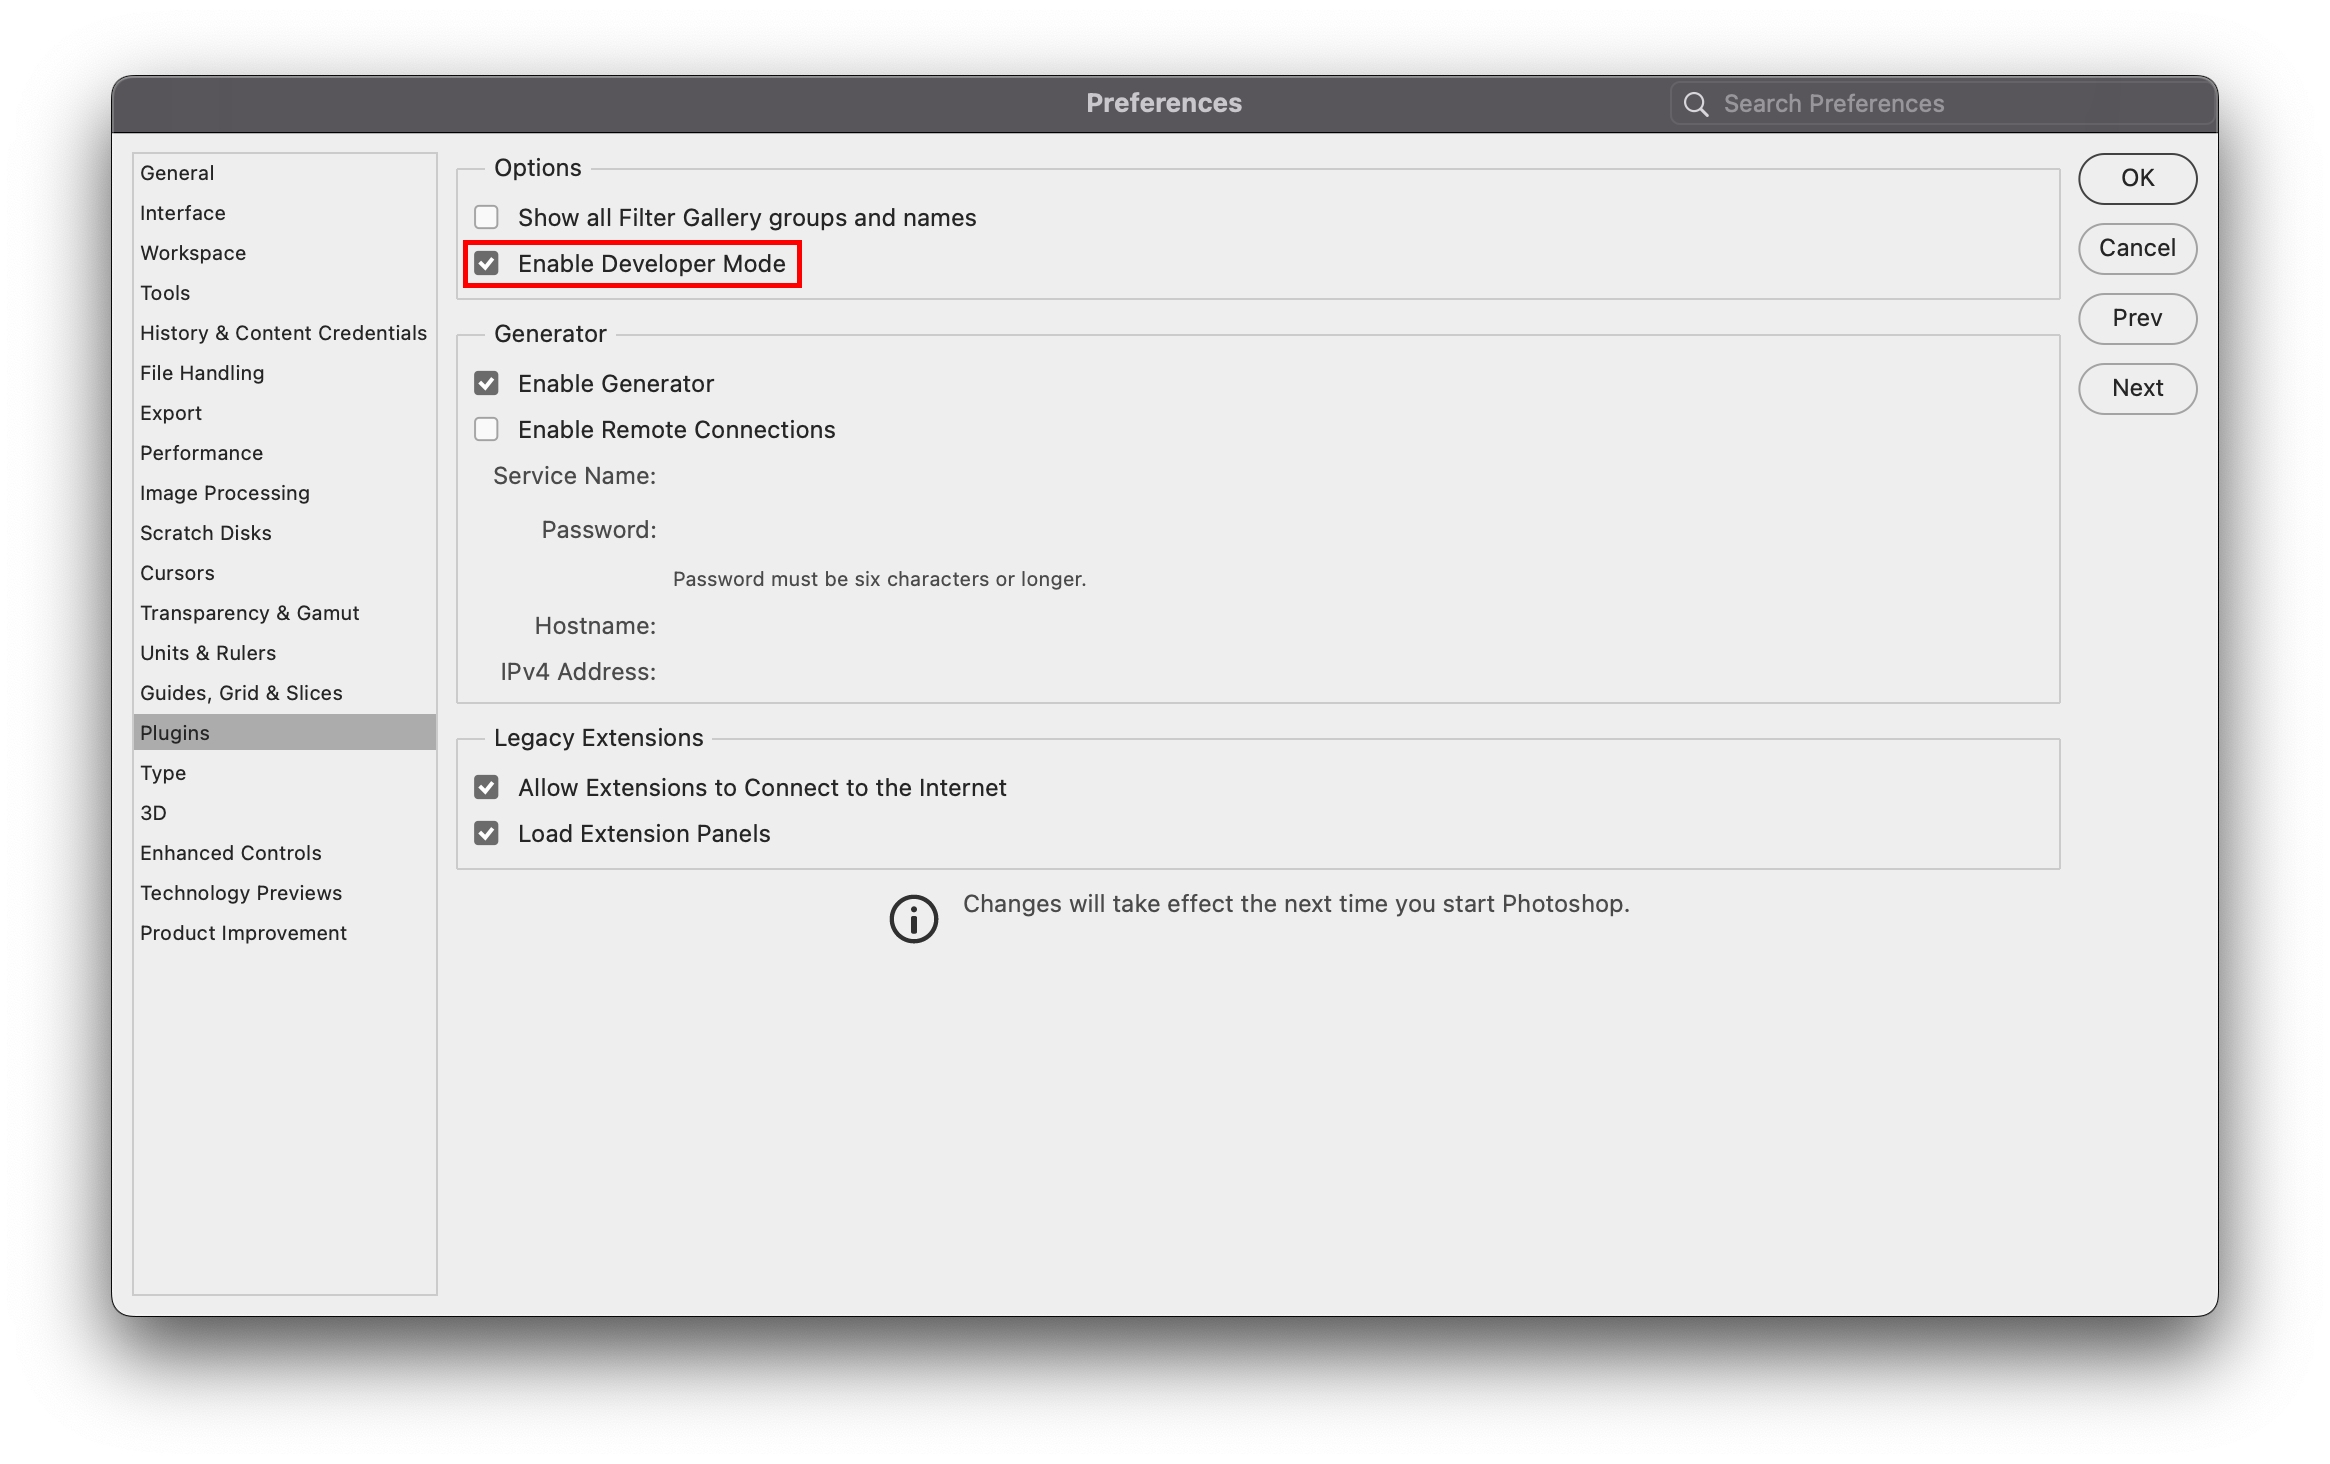 Preferences
Search Preferences
General
Interface
Workspace
Tools
History & Content Credentials
File Handling
Export
Performance
Image Processing
Scratch Disks
Cursors
Transparency & Gamut
Units & Rulers
Guides, Grid & Slices
Plugins
Type
3D
Enhanced Controls
Technology Previews
Product Improvement
Options
Show all Filter Gallery groups and names
Enable Developer Mode
Generator
Enable Generator
Enable Remote Connections
Service Name:
Password:
Password must be six characters or longer.
Hostname:
IPv4 Address:
Legacy Extensions
Allow Extensions to Connect to the Internet
Load Extension Panels
Changes will take effect the next time you start Photoshop.
OK
Cancel
Prev
Next